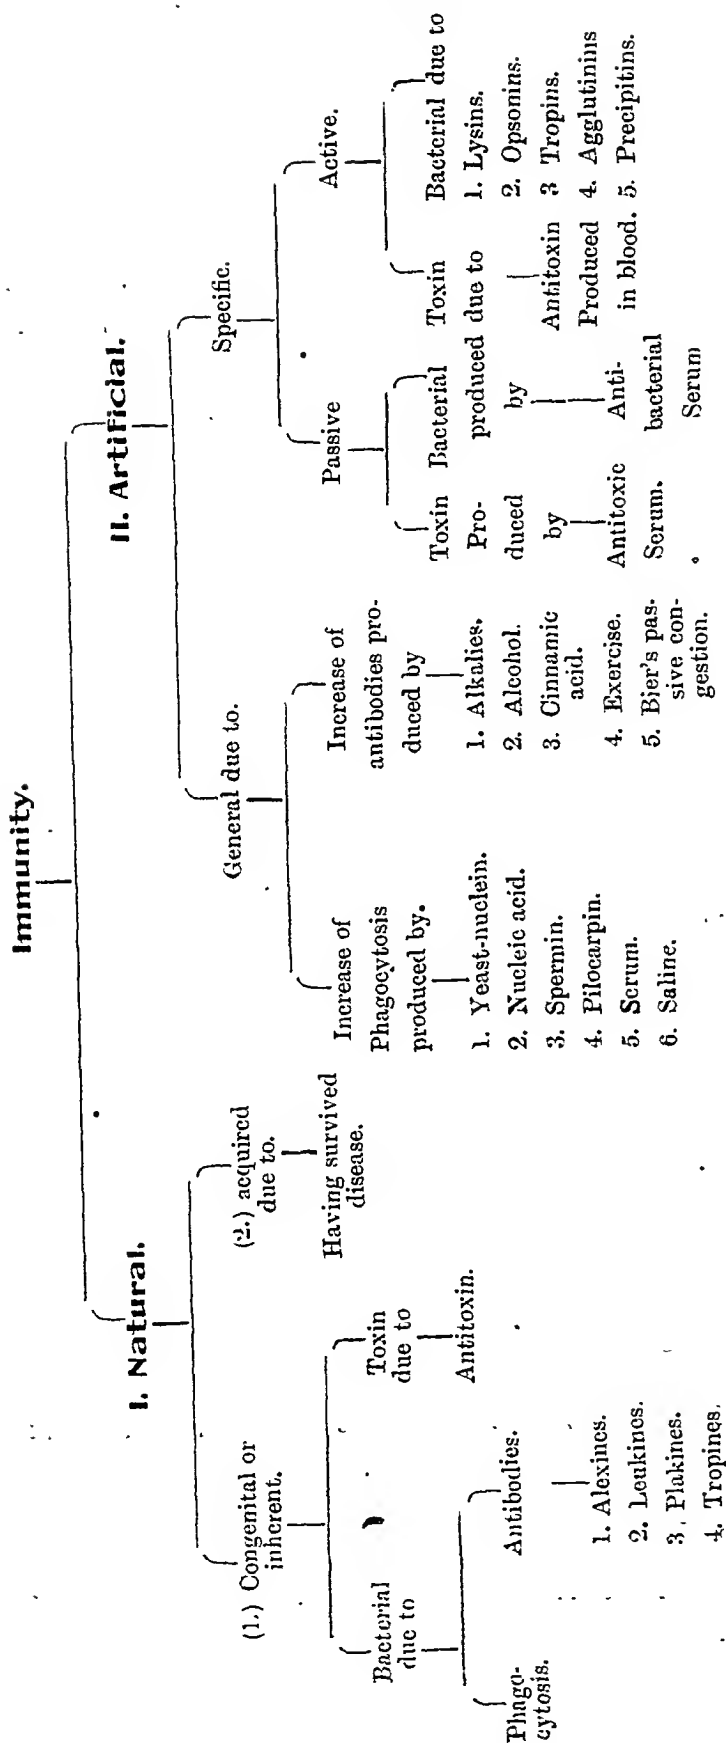 Immunity.
I. Natural.
II. Artificial.
(1.) Congenital or
inherent.
(2.) acquired
due to.
General due to.
Specific.
Bacterial
due to
Toxin
due to
Having survived
disease.
Increase of
Phagocytosis
produced by.
Increase of
antibodies pro-
duced by
Passive
Active.
Phago-
cytosis.
Antibodies.
Antitoxin.
1. Alexines.
2. Leukines.
3. Plakines.
4. Tropines.
1. Yeast-nuclein.
2. Nucleic acid.
3. Spermin.
4. Pilocarpin.
5. Serum.
6. Saline.
1. Alkalies.
2. Alcohol.
3. Cinnamic
acid.
4. Exercise.
5. Bier's pas-
sive con-
gestion.
Toxin
Pro-
duced
by
Antitoxic
Serum.
Bacterial
produced
by
Anti-
bacterial
Serum
Toxin
due to
Antitoxin
Produced
in blood.
Bacterial due to
1. Lysins.
2. Opsonins.
3 Tropins.
4. Agglutinins
5. Precipitins.